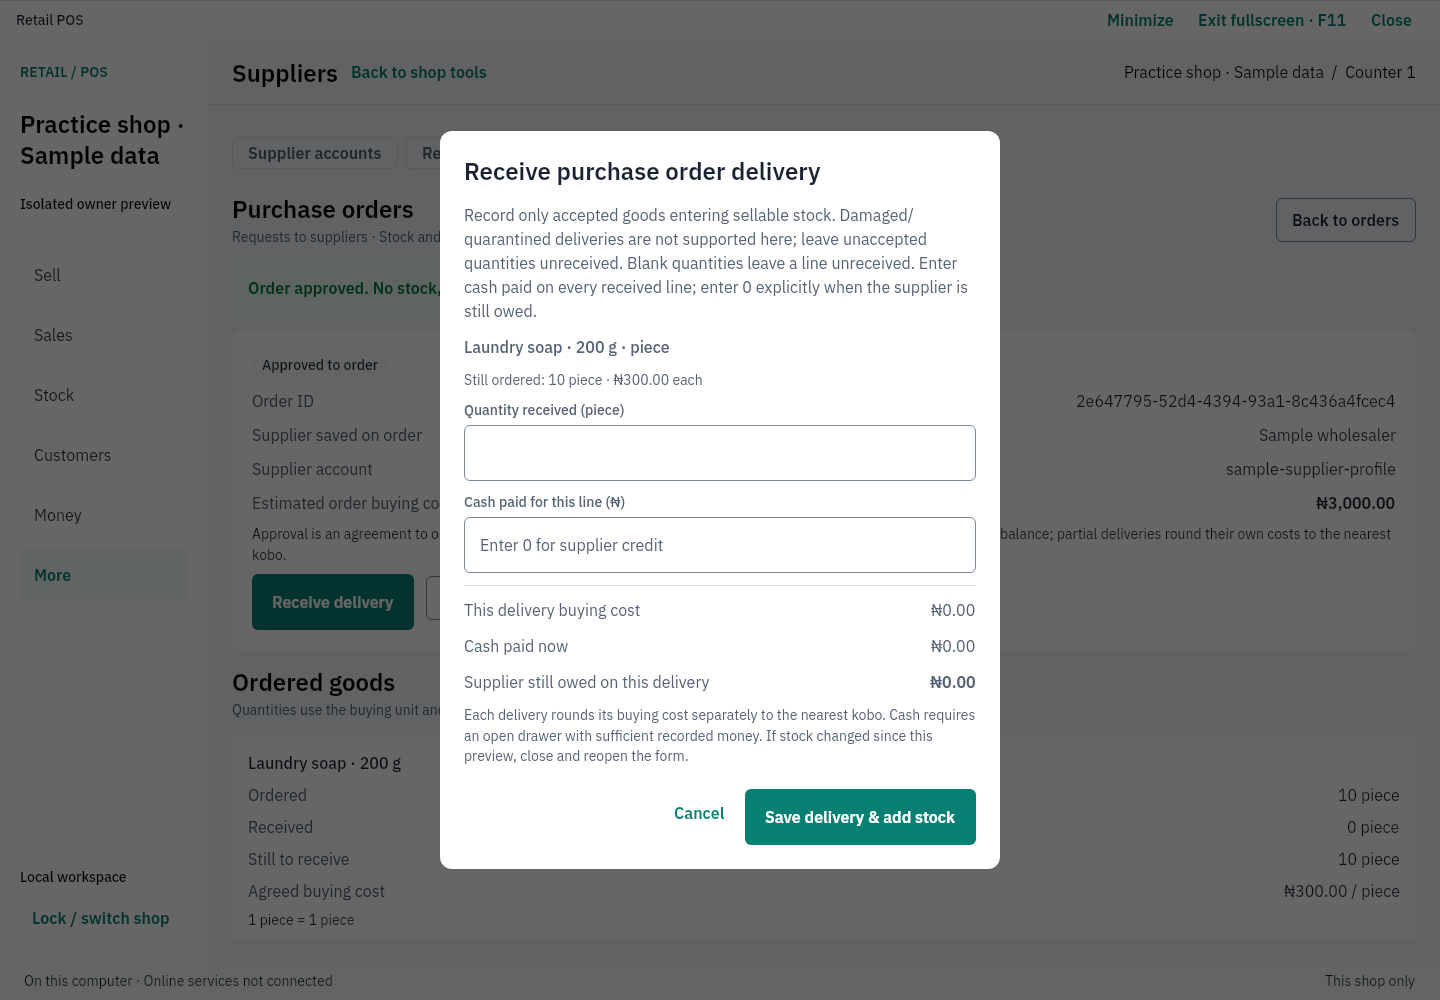 Retail POS
Minimize
Exit fullscreen · F11
Close
RETAIL / POS
Practice shop ·
Sample data
Isolated owner preview
Sell
Sales
Stock
Customers
Money
More
Local workspace
Lock / switch shop
Suppliers
Back to shop tools
Practice shop · Sample data / Counter 1
Supplier accounts
Purchase orders
Requests to suppliers · Stock and
Back to orders
Order approved. No stock,
Approved to order
Order ID
2e647795-52d4-4394-93a1-8c436a4fcec4
Supplier saved on order
Sample wholesaler
Supplier account
sample-supplier-profile
Estimated order buying
₦3,000.00
Approval is an agreement to
balance; partial deliveries round their own costs to the nearest
kobo.
Receive delivery
Ordered goods
Quantities use the buying unit
Laundry soap · 200 g
Ordered
10 piece
Received
0 piece
Still to receive
10 piece
Agreed buying cost
₦300.00 / piece
1 piece = 1 piece
Receive purchase order delivery
Record only accepted goods entering sellable stock. Damaged/
quarantined deliveries are not supported here; leave unaccepted
quantities unreceived. Blank quantities leave a line unreceived. Enter
cash paid on every received line; enter 0 explicitly when the supplier is
still owed.
Laundry soap · 200 g · piece
Still ordered: 10 piece · ₦300.00 each
Quantity received (piece)
Cash paid for this line (₦)
Enter 0 for supplier credit
This delivery buying cost
₦0.00
Cash paid now
₦0.00
Supplier still owed on this delivery
₦0.00
Each delivery rounds its buying cost separately to the nearest kobo. Cash requires
an open drawer with sufficient recorded money. If stock changed since this
preview, close and reopen the form.
Cancel
Save delivery & add stock
On this computer · Online services not connected
This shop only